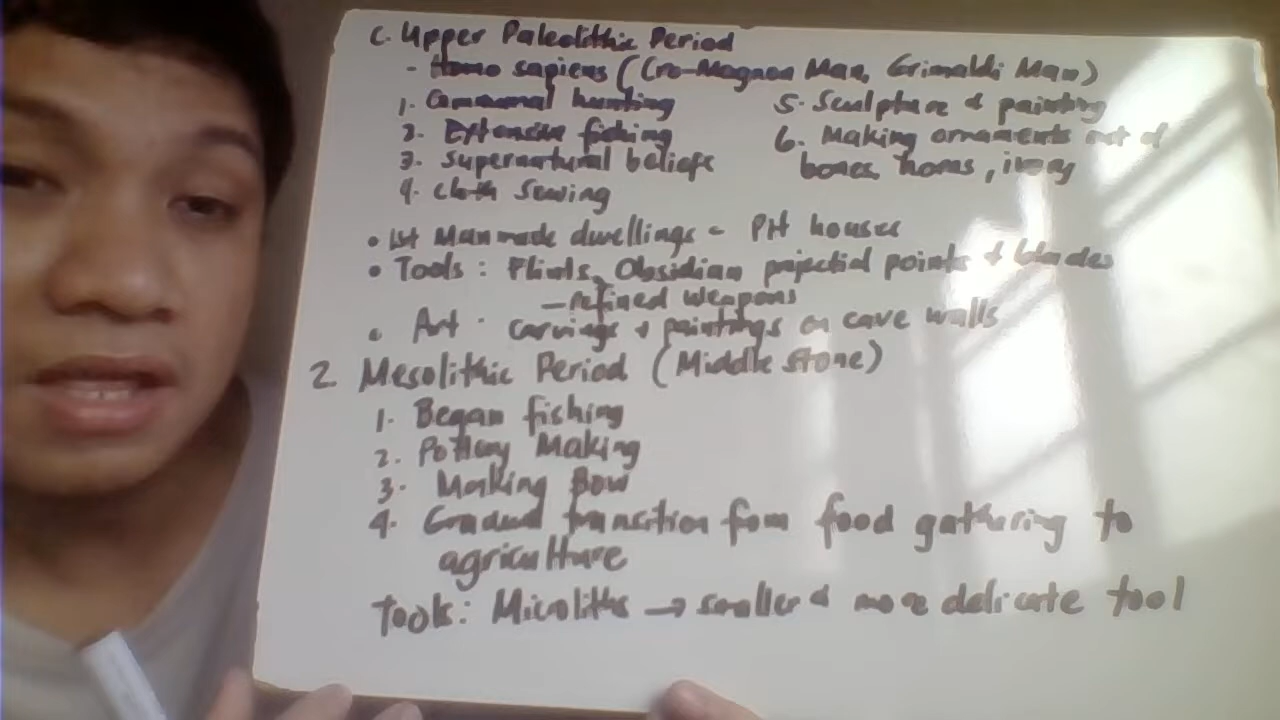 C. Upper Paleolithic Period
- Homo sapiens (Cro-Magnon Man, Grimaldi Man)
1. Communal hunting
2. Extensive fishing
3. Supernatural beliefs
4. cloth sewing
5. Sculpture & painting
6. Making ornaments out of
bones, horns, ivory
• 1st Manmade dwellings - Pit houses
• Tools: Flints, Obsidian projectial points & blades
- refined weapons
• Art: carvings & paintings on cave walls
2 Mesolithic Period (Middle Stone)
1. Began fishing
2. Pottery Making
3. Making Bow
4. Gradual transition from food gathering to
agriculture
Tools: Microliths → smaller & more delicate tool